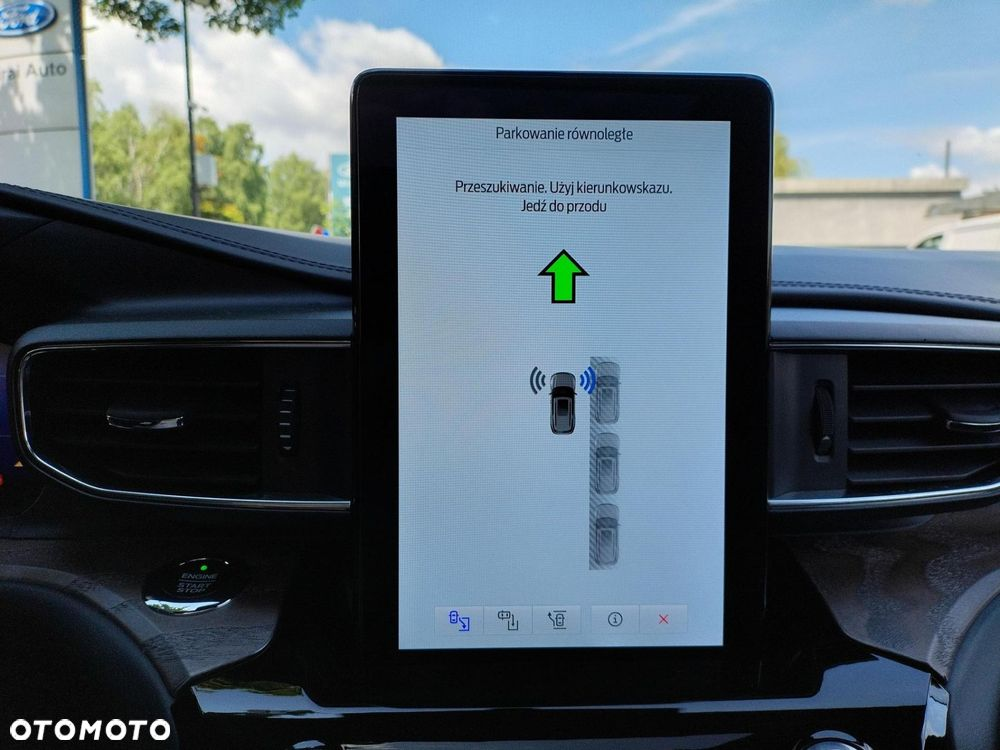 Ford
Auto
Parkowanie równoległe
Przeszukiwanie. Użyj kierunkowskazu.
Jedź do przodu
ENGINE
START
STOP
OTOMOTO